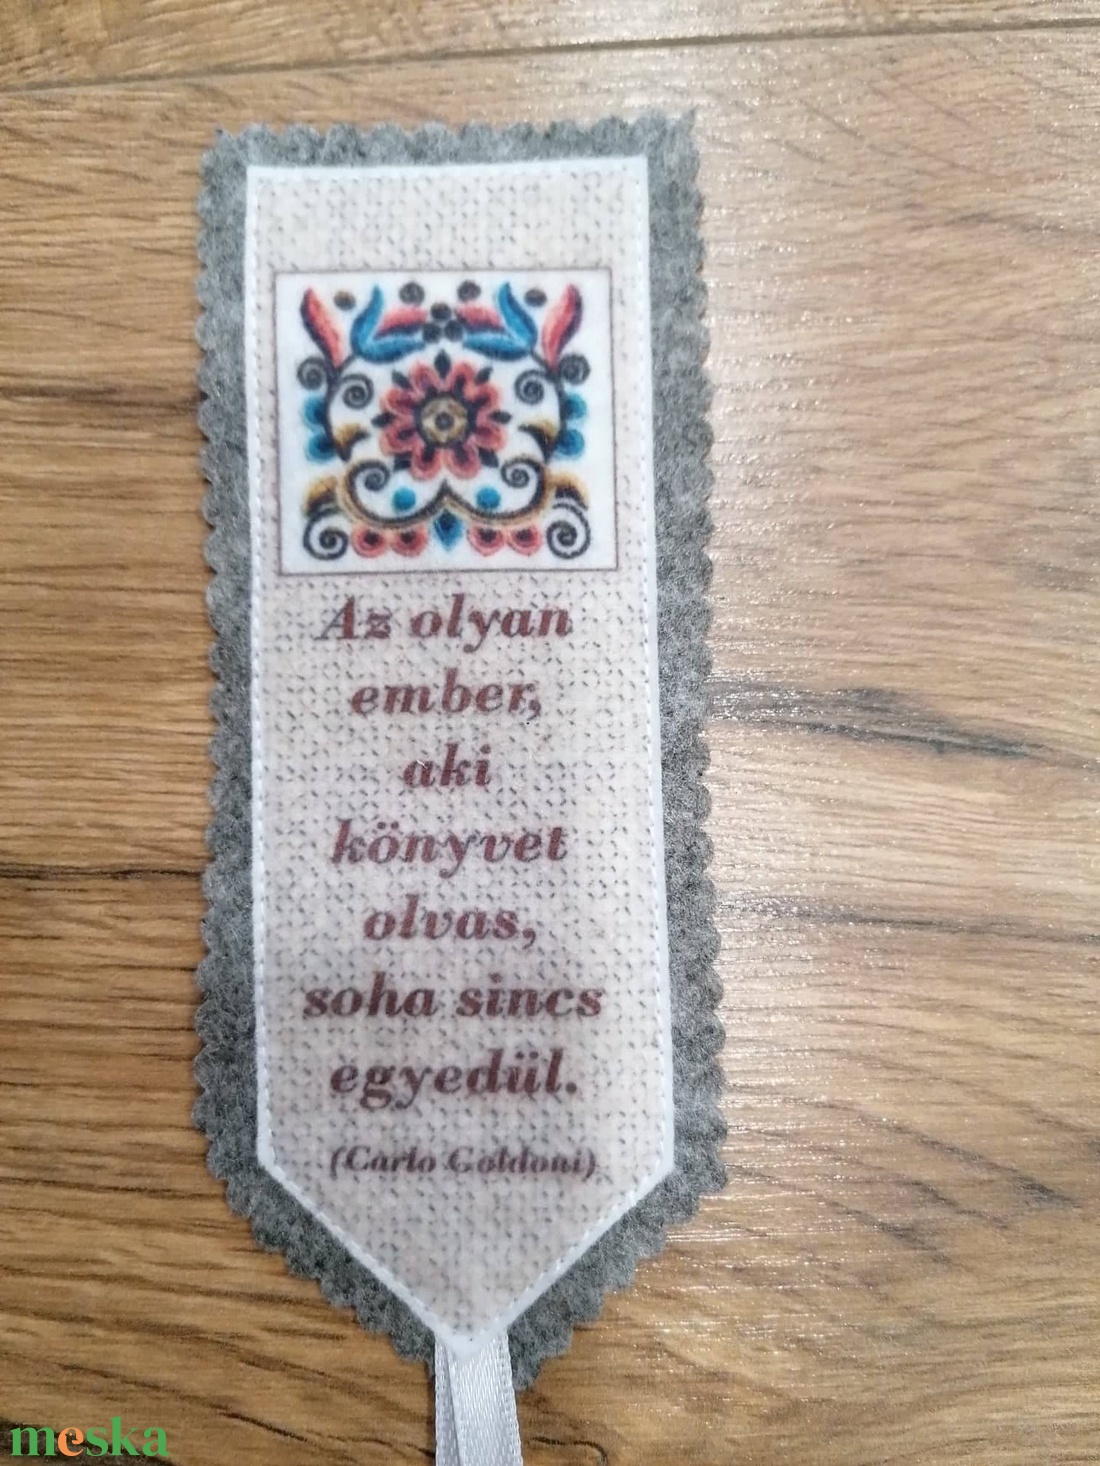 Az olyan
ember,
aki
könyvet
olvas,
soha sincs
egyedül.
(Carlo Goldoni)
meska